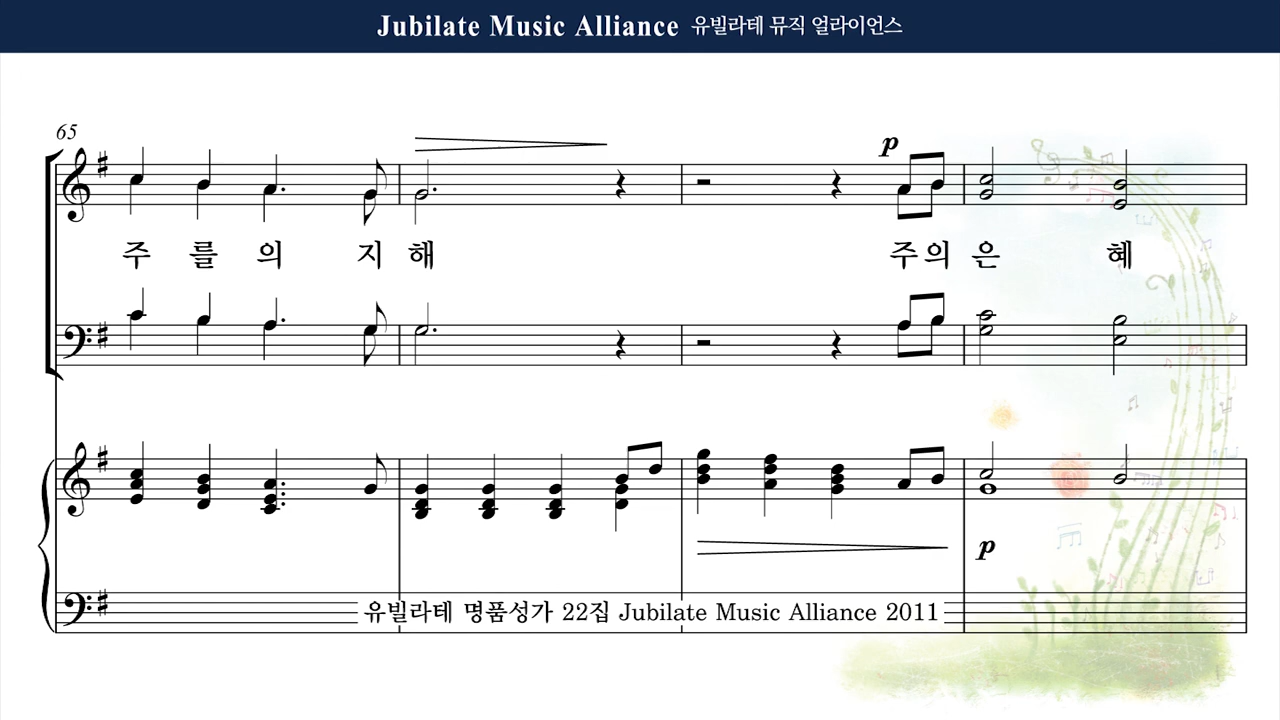 Jubilate Music Alliance 유빌라테 뮤직 얼라이언스
65
p
주 를 의 지 해 주 의 은 혜
p
유빌라테 명품성가 22집 Jubilate Music Alliance 2011